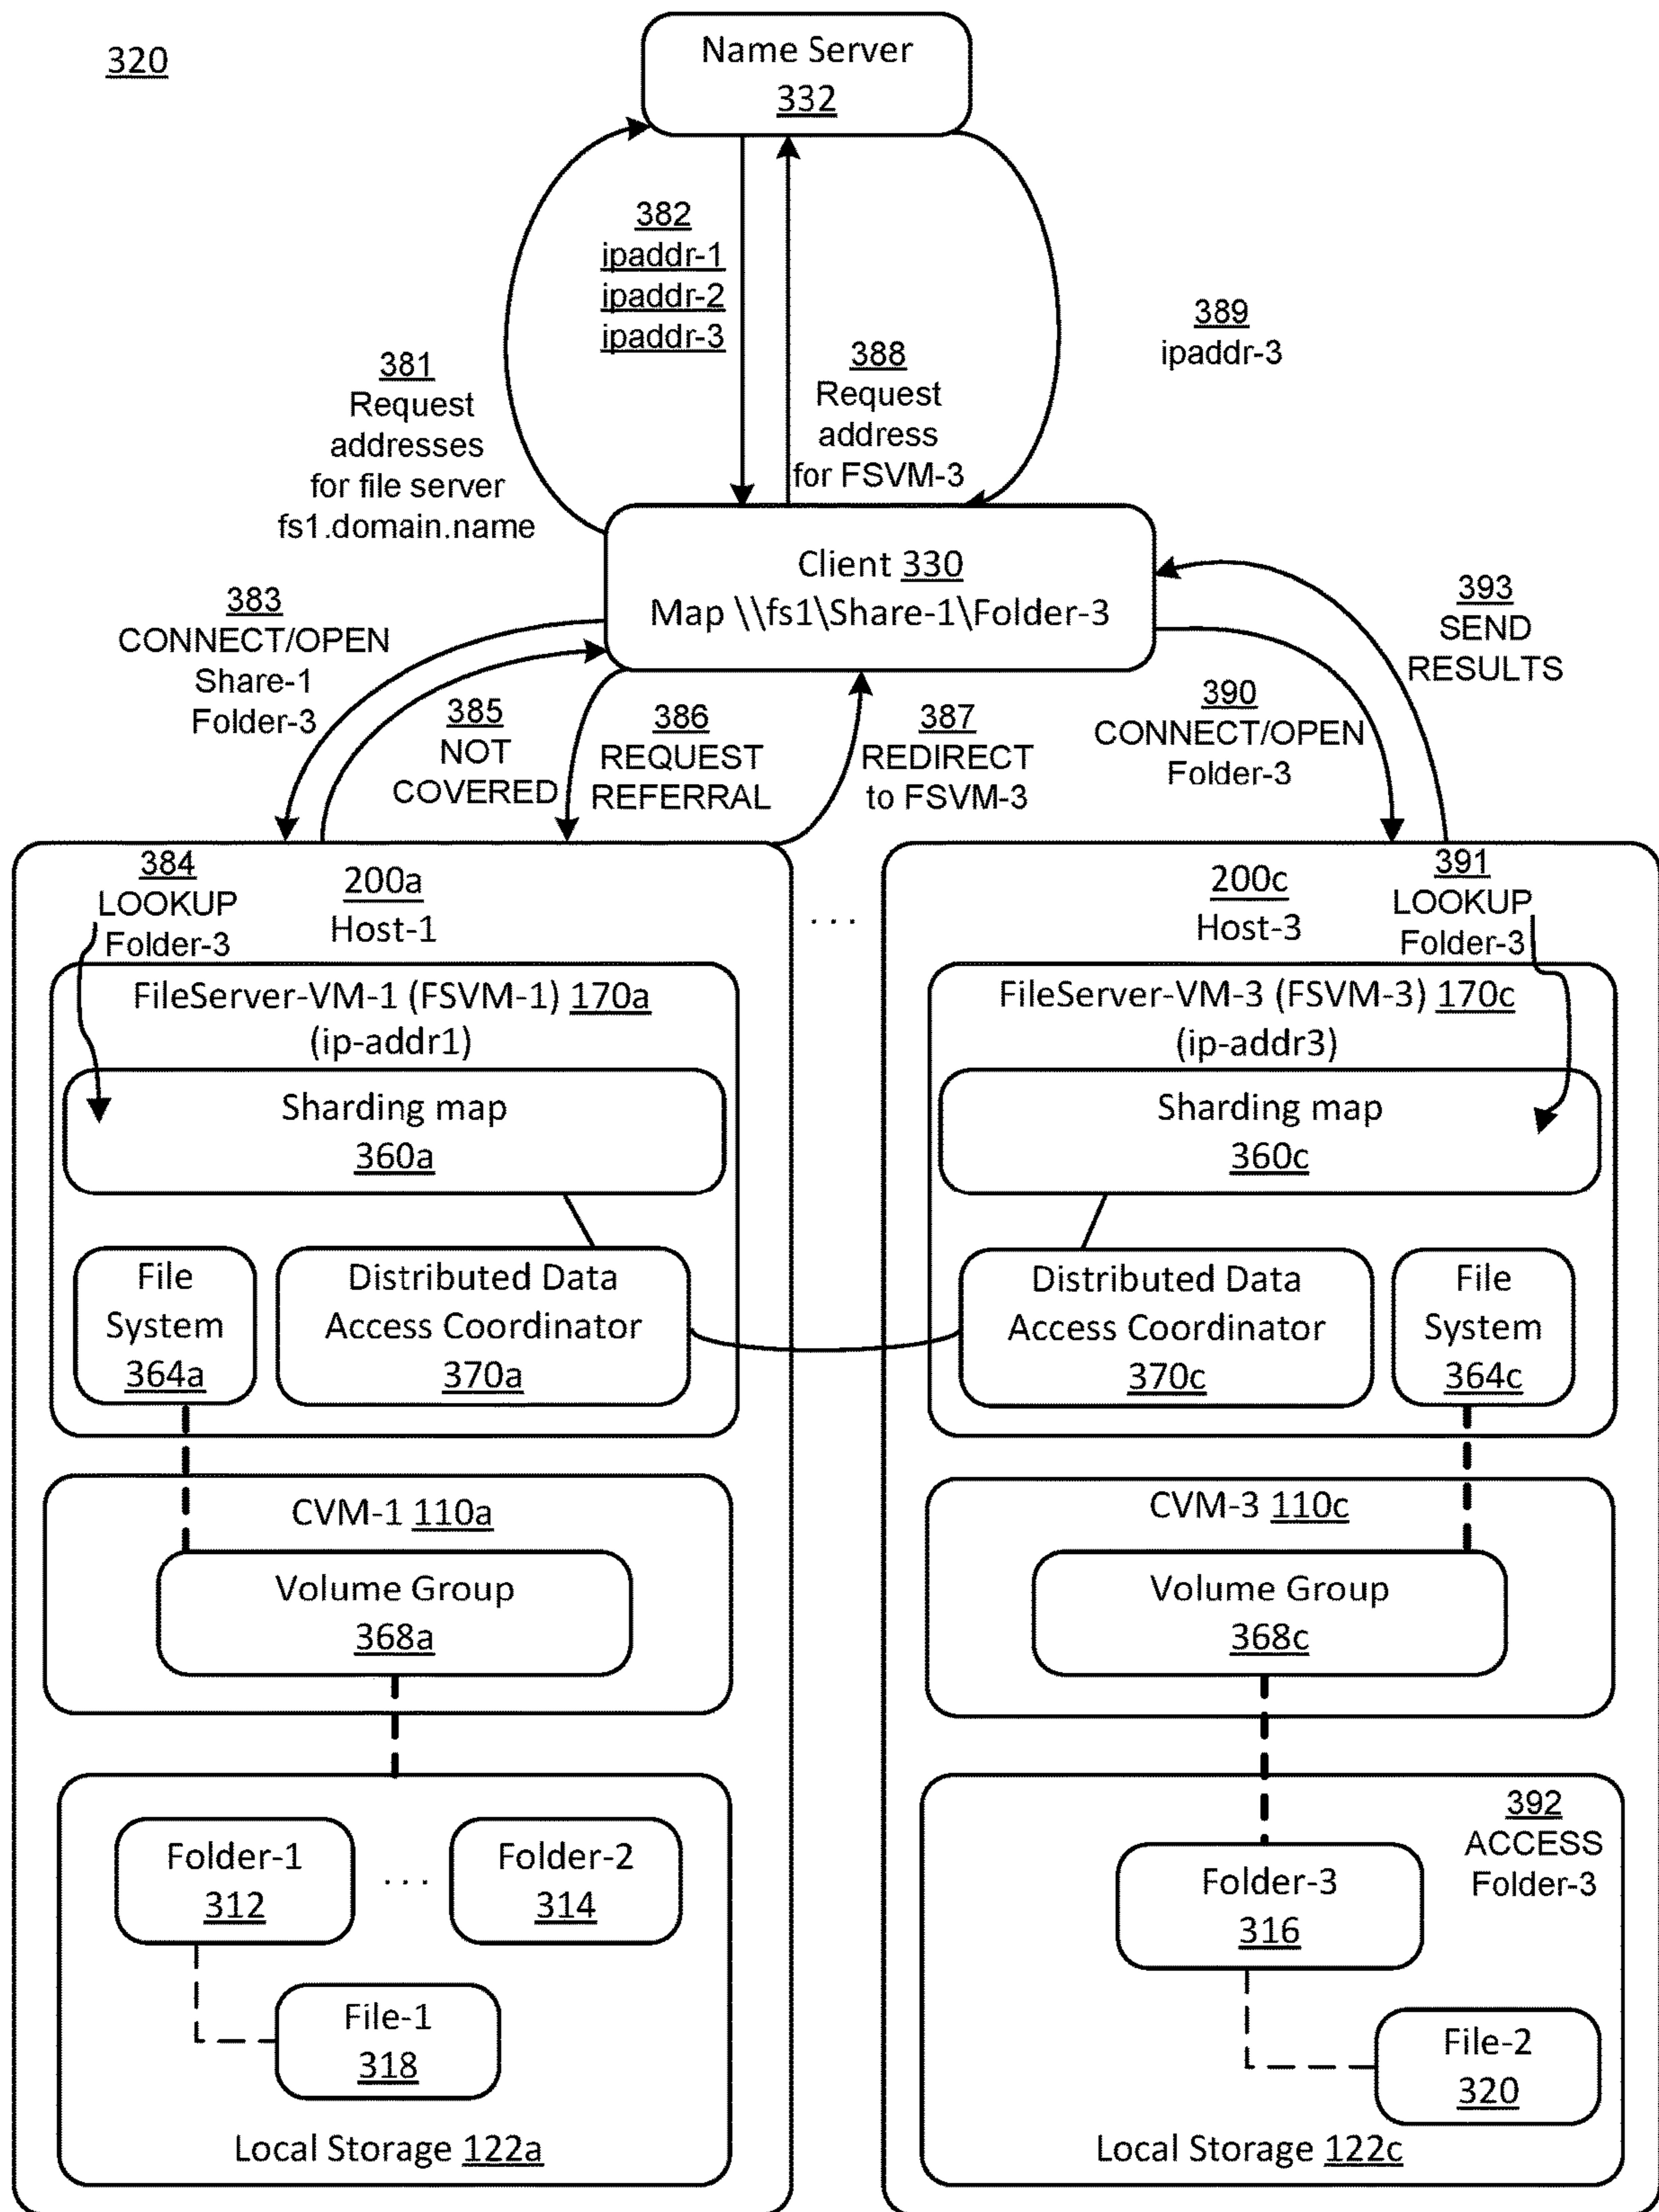 320
Name Server
332
382
ipaddr-1
ipaddr-2
ipaddr-3
389
ipaddr-3
381
Request
addresses
for file server
fs1.domain.name
388
Request
address
for FSVM-3
Client 330
Map \\fs1\Share-1\Folder-3
383
CONNECT/OPEN
Share-1
Folder-3
385
NOT
COVERED
386
REQUEST
REFERRAL
387
REDIRECT
to FSVM-3
390
CONNECT/OPEN
Folder-3
393
SEND
RESULTS
384
LOOKUP
Folder-3
200a
Host-1
FileServer-VM-1 (FSVM-1) 170a
(ip-addr1)
Sharding map
360a
File
System
364a
Distributed Data
Access Coordinator
370a
CVM-1 110a
Volume Group
368a
Folder-1
312
. . .
Folder-2
314
File-1
318
Local Storage 122a
. . .
200c
Host-3
391
LOOKUP
Folder-3
FileServer-VM-3 (FSVM-3) 170c
(ip-addr3)
Sharding map
360c
Distributed Data
Access Coordinator
370c
File
System
364c
CVM-3 110c
Volume Group
368c
392
ACCESS
Folder-3
Folder-3
316
File-2
320
Local Storage 122c